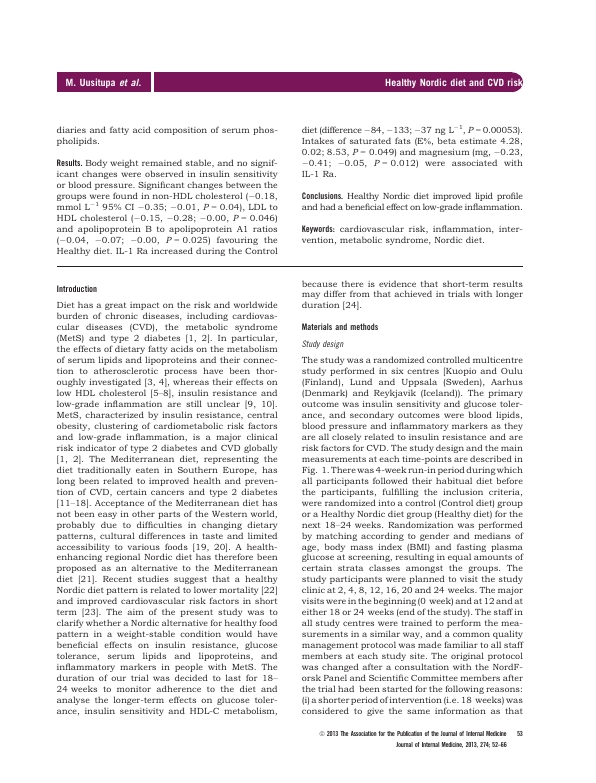 M. Uusitupa et al.
Healthy Nordic diet and CVD risk
diaries and fatty acid composition of serum phos-
pholipids.
Results. Body weight remained stable, and no signif-
icant changes were observed in insulin sensitivity
or blood pressure. Significant changes between the
groups were found in non-HDL cholesterol (−0.18,
mmol L−1 95% CI −0.35; −0.01, P = 0.04), LDL to
HDL cholesterol (−0.15, −0.28; −0.00, P = 0.046)
and apolipoprotein B to apolipoprotein A1 ratios
(−0.04, −0.07; −0.00, P = 0.025) favouring the
Healthy diet. IL-1 Ra increased during the Control
diet (difference −84, −133; −37 ng L−1, P = 0.00053).
Intakes of saturated fats (E%, beta estimate 4.28,
0.02; 8.53, P = 0.049) and magnesium (mg, −0.23,
−0.41; −0.05, P = 0.012) were associated with
IL-1 Ra.
Conclusions. Healthy Nordic diet improved lipid profile
and had a beneficial effect on low-grade inflammation.
Keywords: cardiovascular risk, inflammation, inter-
vention, metabolic syndrome, Nordic diet.
Introduction
Diet has a great impact on the risk and worldwide
burden of chronic diseases, including cardiovas-
cular diseases (CVD), the metabolic syndrome
(MetS) and type 2 diabetes [1, 2]. In particular,
the effects of dietary fatty acids on the metabolism
of serum lipids and lipoproteins and their connec-
tion to atherosclerotic process have been thor-
oughly investigated [3, 4], whereas their effects on
low HDL cholesterol [5–8], insulin resistance and
low-grade inflammation are still unclear [9, 10].
MetS, characterized by insulin resistance, central
obesity, clustering of cardiometabolic risk factors
and low-grade inflammation, is a major clinical
risk indicator of type 2 diabetes and CVD globally
[1, 2]. The Mediterranean diet, representing the
diet traditionally eaten in Southern Europe, has
long been related to improved health and preven-
tion of CVD, certain cancers and type 2 diabetes
[11–18]. Acceptance of the Mediterranean diet has
not been easy in other parts of the Western world,
probably due to difficulties in changing dietary
patterns, cultural differences in taste and limited
accessibility to various foods [19, 20]. A health-
enhancing regional Nordic diet has therefore been
proposed as an alternative to the Mediterranean
diet [21]. Recent studies suggest that a healthy
Nordic diet pattern is related to lower mortality [22]
and improved cardiovascular risk factors in short
term [23]. The aim of the present study was to
clarify whether a Nordic alternative for healthy food
pattern in a weight-stable condition would have
beneficial effects on insulin resistance, glucose
tolerance, serum lipids and lipoproteins, and
inflammatory markers in people with MetS. The
duration of our trial was decided to last for 18–
24 weeks to monitor adherence to the diet and
analyse the longer-term effects on glucose toler-
ance, insulin sensitivity and HDL-C metabolism,
because there is evidence that short-term results
may differ from that achieved in trials with longer
duration [24].
Materials and methods
Study design
The study was a randomized controlled multicentre
study performed in six centres [Kuopio and Oulu
(Finland), Lund and Uppsala (Sweden), Aarhus
(Denmark) and Reykjavik (Iceland)]. The primary
outcome was insulin sensitivity and glucose toler-
ance, and secondary outcomes were blood lipids,
blood pressure and inflammatory markers as they
are all closely related to insulin resistance and are
risk factors for CVD. The study design and the main
measurements at each time-points are described in
Fig. 1. There was 4-week run-in period during which
all participants followed their habitual diet before
the participants, fulfilling the inclusion criteria,
were randomized into a control (Control diet) group
or a Healthy Nordic diet group (Healthy diet) for the
next 18–24 weeks. Randomization was performed
by matching according to gender and medians of
age, body mass index (BMI) and fasting plasma
glucose at screening, resulting in equal amounts of
certain strata classes amongst the groups. The
study participants were planned to visit the study
clinic at 2, 4, 8, 12, 16, 20 and 24 weeks. The major
visits were in the beginning (0 week) and at 12 and at
either 18 or 24 weeks (end of the study). The staff in
all study centres were trained to perform the mea-
surements in a similar way, and a common quality
management protocol was made familiar to all staff
members at each study site. The original protocol
was changed after a consultation with the NordF-
orsk Panel and Scientific Committee members after
the trial had been started for the following reasons:
(i) a shorter period of intervention (i.e. 18 weeks) was
considered to give the same information as that
© 2013 The Association for the Publication of the Journal of Internal Medicine 53
Journal of Internal Medicine, 2013, 274; 52–66